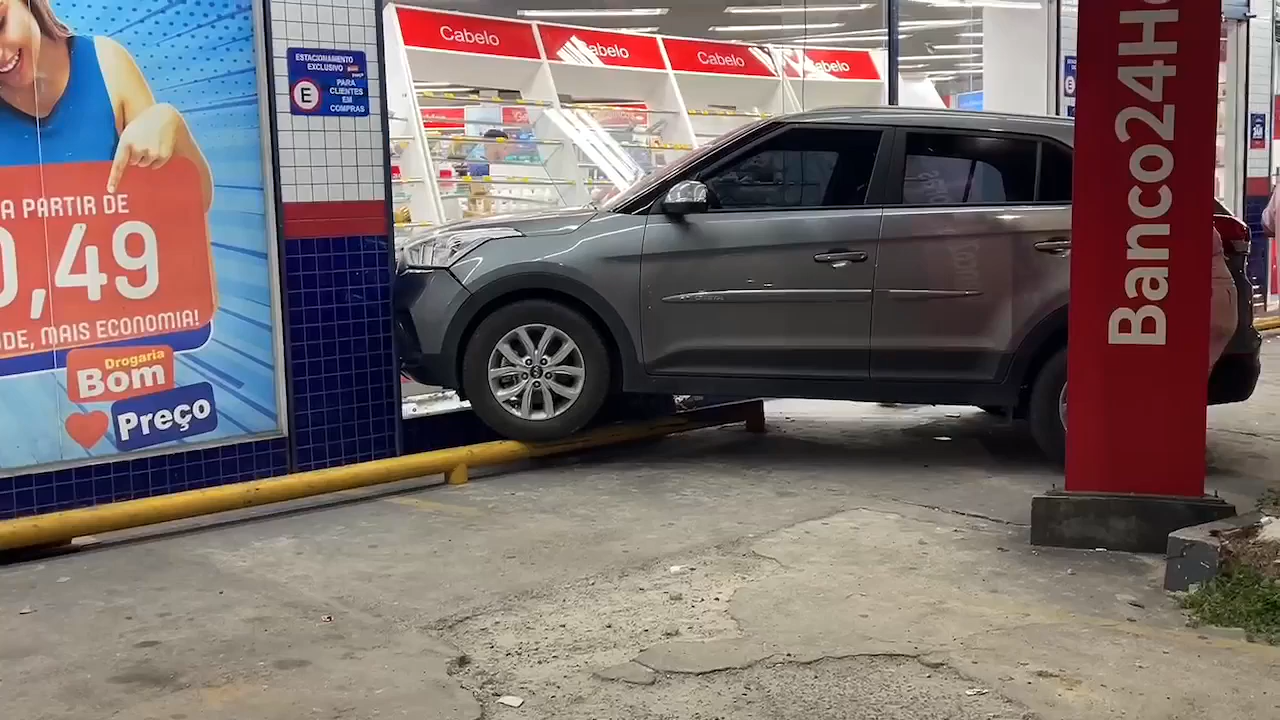 Cabelo
Cabelo
Cabelo
Cabelo
ESTACIONAMENTO
EXCLUSIVO
E
PARA
CLIENTES
EM
COMPRAS
A PARTIR DE
0,49
DE, MAIS ECONOMIA!
Drogaria
Bom
Preço
Banco24Ho